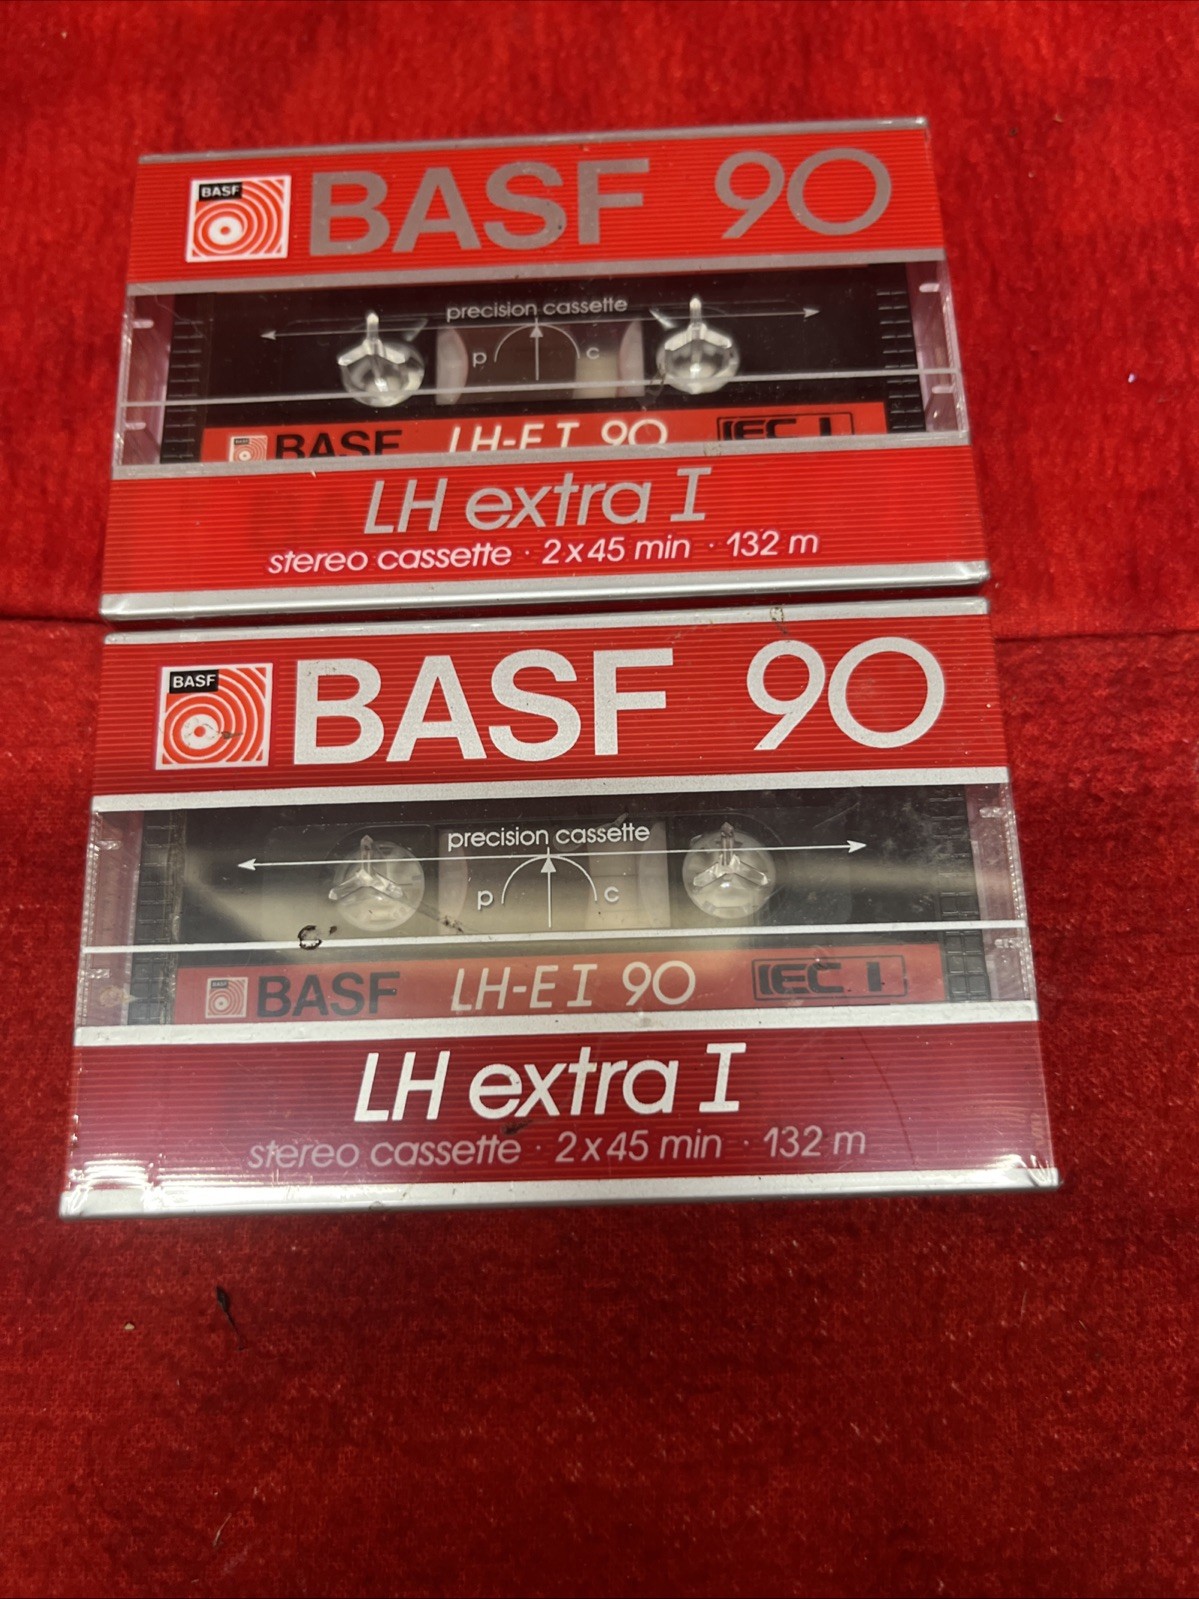 BASF
BASF 90
precision cassette
p c
BASF LH-E I 90 IEC I
LH extra I
stereo cassette · 2x45 min · 132 m
BASF
BASF 90
precision cassette
p c
BASF
BASF LH-E I 90 IEC I
LH extra I
stereo cassette · 2x45 min · 132 m